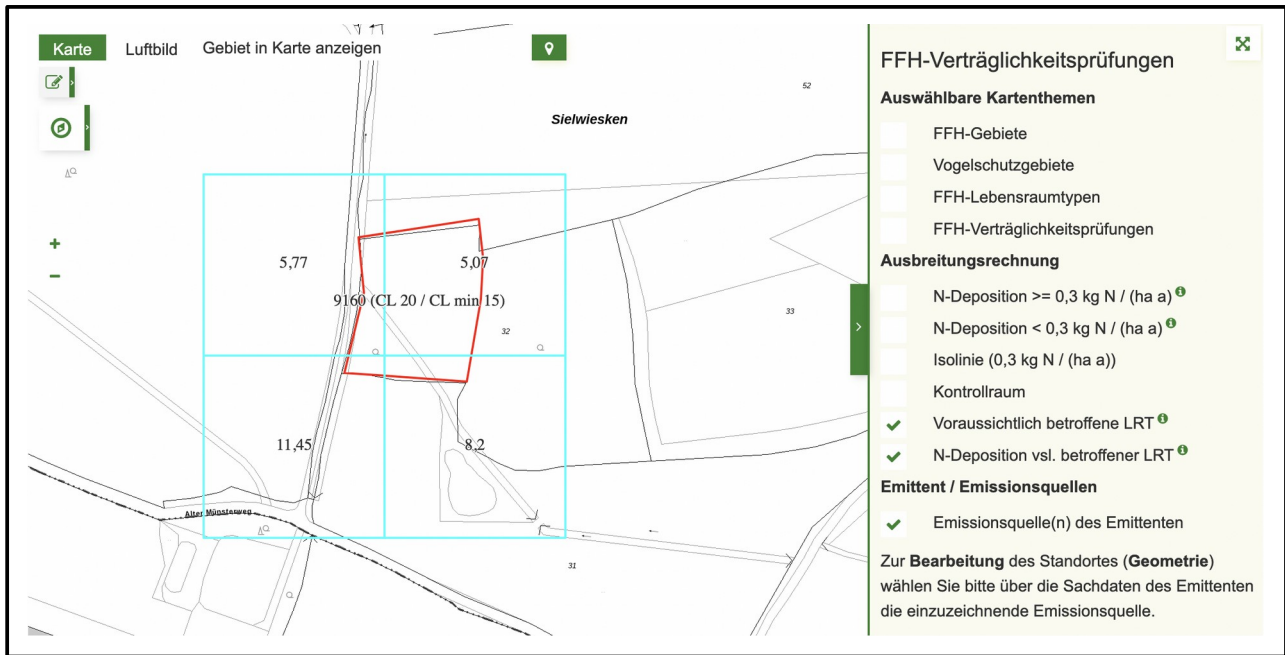 Karte
Luftbild
Gebiet in Karte anzeigen
52
Sielwiesken
+
−
5,77
5,07
9160 (CL 20 / CL min 15)
32
33
11,45
8,2
Alter Münsterweg
31
FFH-Verträglichkeitsprüfungen
Auswählbare Kartenthemen
FFH-Gebiete
Vogelschutzgebiete
FFH-Lebensraumtypen
FFH-Verträglichkeitsprüfungen
Ausbreitungsrechnung
N-Deposition >= 0,3 kg N / (ha a)
N-Deposition < 0,3 kg N / (ha a)
Isolinie (0,3 kg N / (ha a))
Kontrollraum
Voraussichtlich betroffene LRT
N-Deposition vsl. betroffener LRT
Emittent / Emissionsquellen
Emissionsquelle(n) des Emittenten
Zur Bearbeitung des Standortes (Geometrie)
wählen Sie bitte über die Sachdaten des Emittenten
die einzuzeichnende Emissionsquelle.